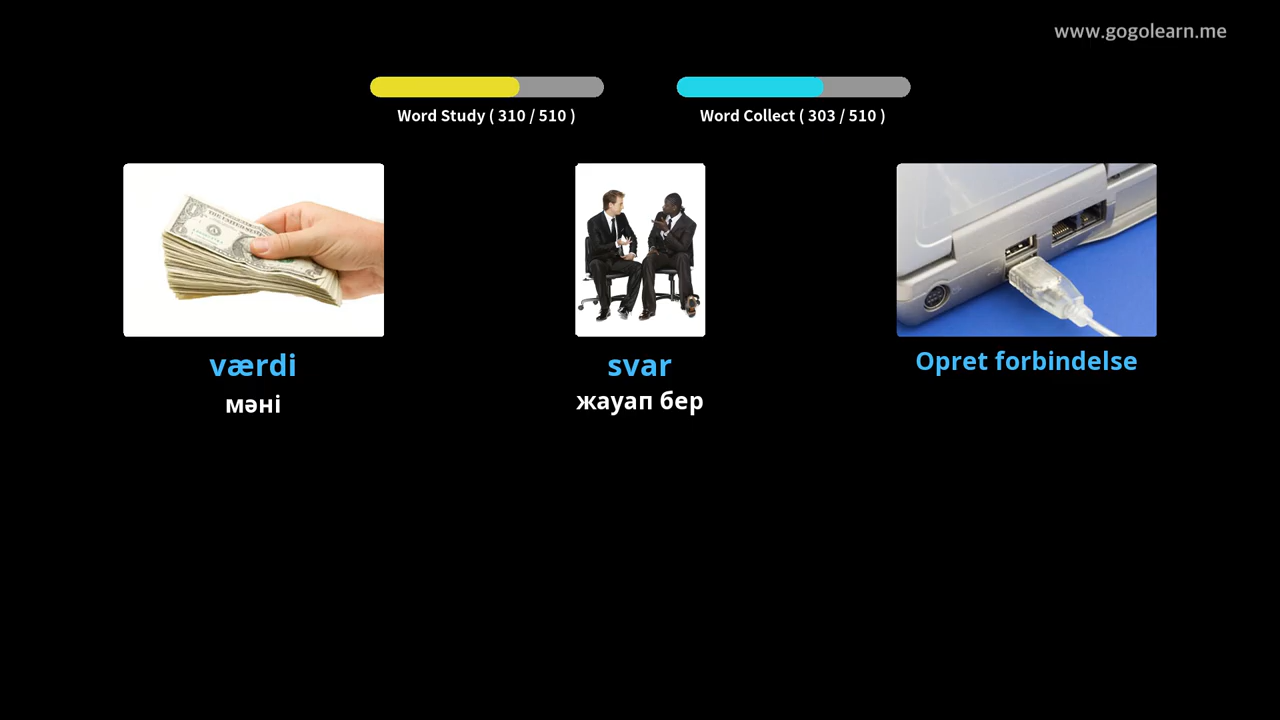 www.gogolearn.me
Word Study ( 310 / 510 )
Word Collect ( 303 / 510 )
værdi
svar
Opret forbindelse
мәні
жауап бер